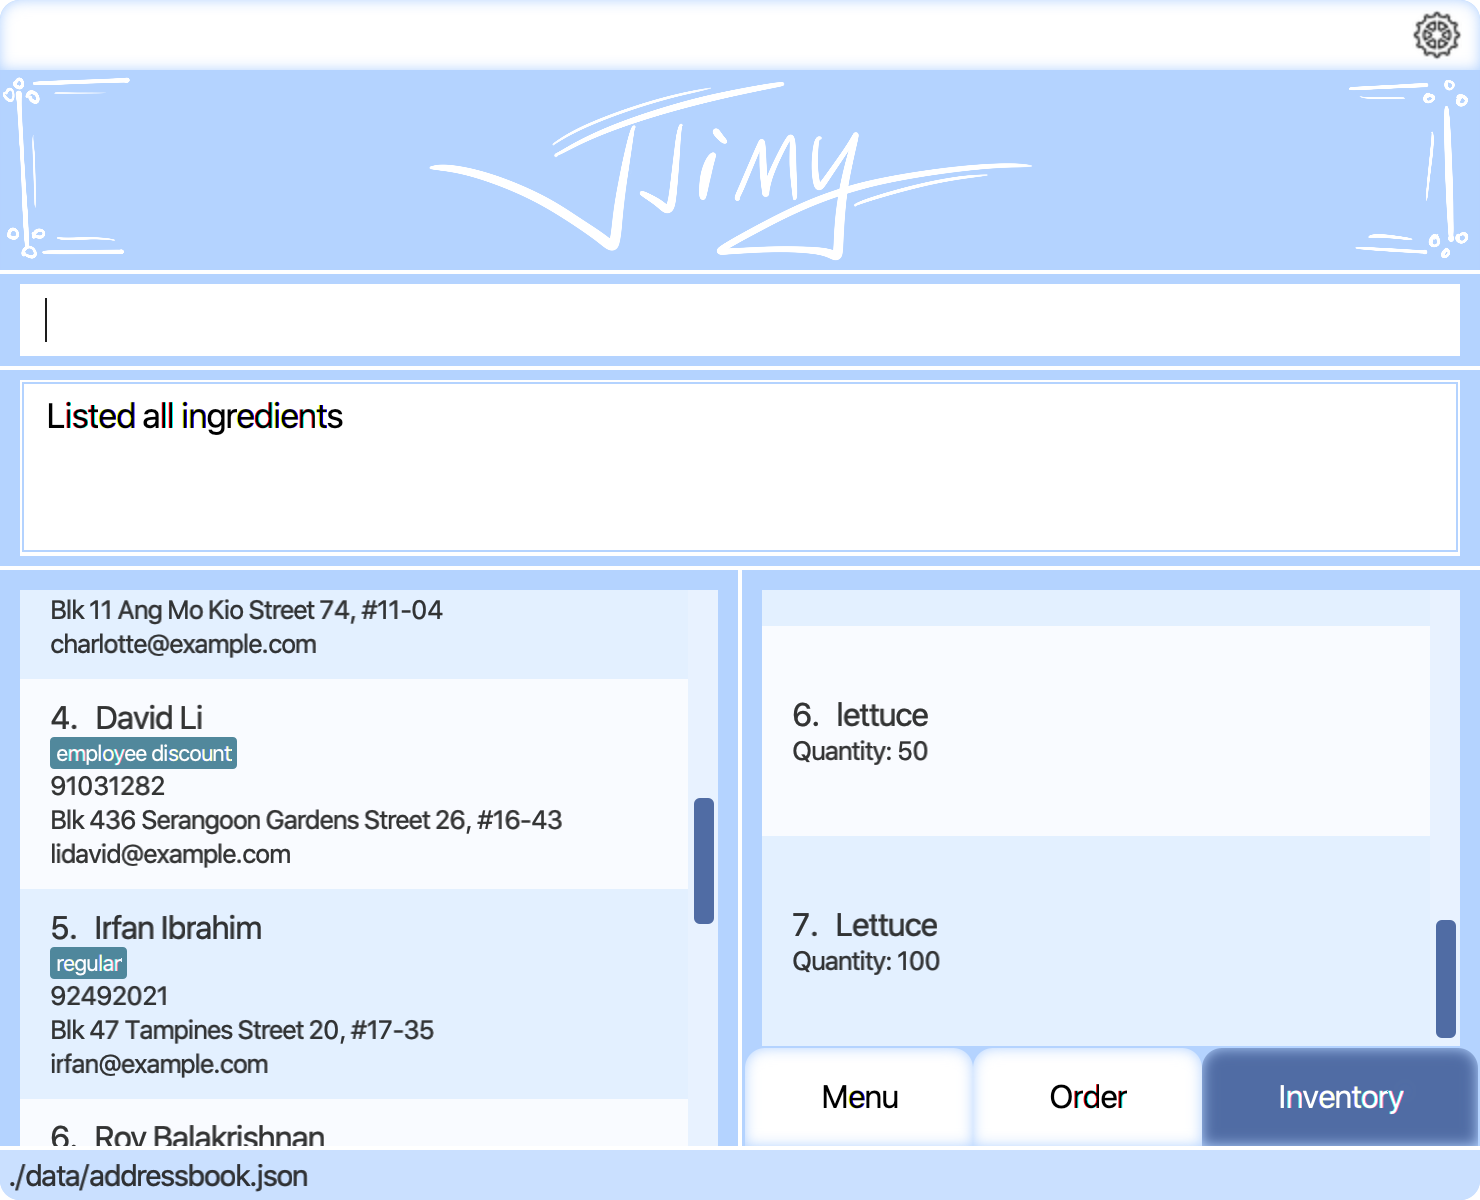 JJimy
Listed all ingredients
Blk 11 Ang Mo Kio Street 74, #11-04
charlotte@example.com
4. David Li
employee discount
91031282
Blk 436 Serangoon Gardens Street 26, #16-43
lidavid@example.com
5. Irfan Ibrahim
regular
92492021
Blk 47 Tampines Street 20, #17-35
irfan@example.com
6. Roy Balakrishnan
6. lettuce
Quantity: 50
7. Lettuce
Quantity: 100
Menu
Order
Inventory
./data/addressbook.json